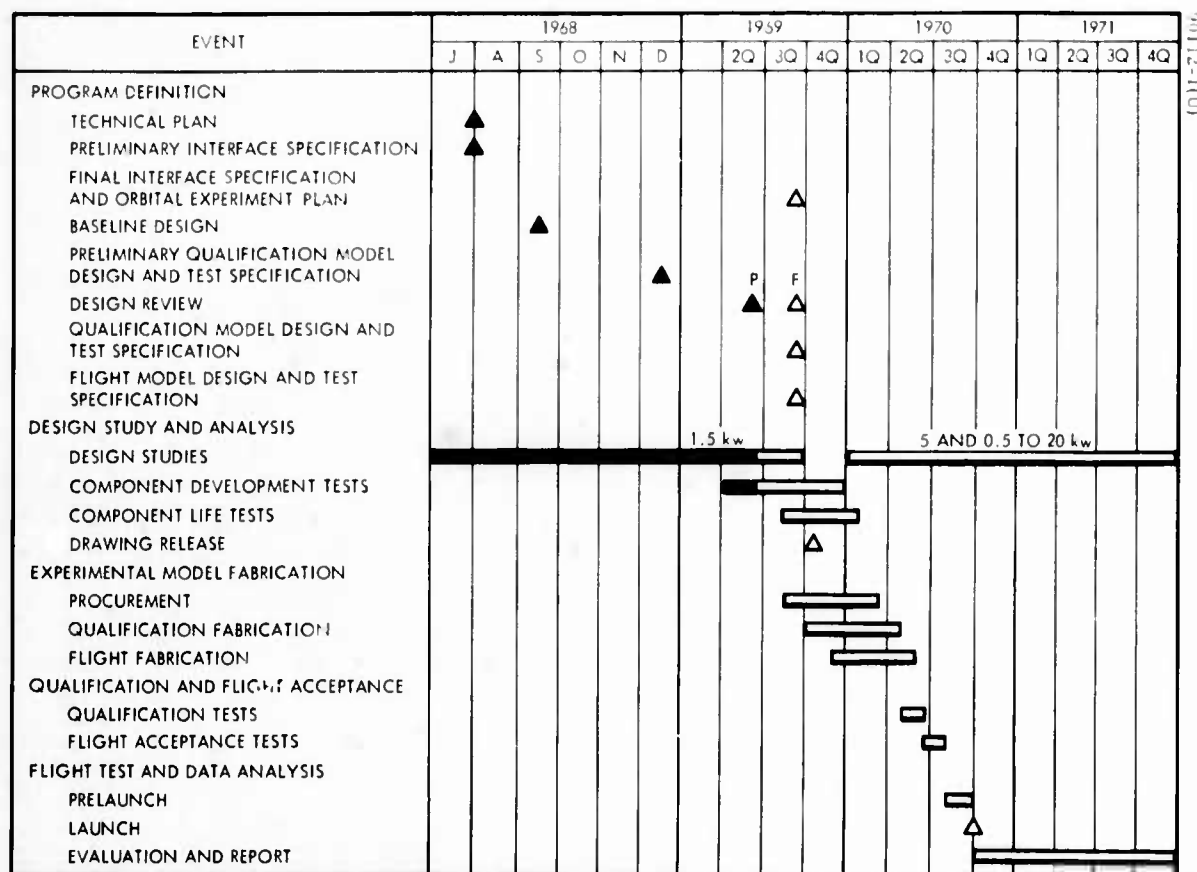 EVENT
1968 1969 1970 1971
J A S O N D 2Q 3Q 4Q 1Q 2Q 3Q 4Q 1Q 2Q 3Q 4Q
PROGRAM DEFINITION
TECHNICAL PLAN
PRELIMINARY INTERFACE SPECIFICATION
FINAL INTERFACE SPECIFICATION
AND ORBITAL EXPERIMENT PLAN
BASELINE DESIGN
PRELIMINARY QUALIFICATION MODEL
DESIGN AND TEST SPECIFICATION
P F
DESIGN REVIEW
QUALIFICATION MODEL DESIGN AND
TEST SPECIFICATION
FLIGHT MODEL DESIGN AND TEST
SPECIFICATION
DESIGN STUDY AND ANALYSIS
1.5 kw 5 AND 0.5 TO 20 kw
DESIGN STUDIES
COMPONENT DEVELOPMENT TESTS
COMPONENT LIFE TESTS
DRAWING RELEASE
EXPERIMENTAL MODEL FABRICATION
PROCUREMENT
QUALIFICATION FABRICATION
FLIGHT FABRICATION
QUALIFICATION AND FLIGHT ACCEPTANCE
QUALIFICATION TESTS
FLIGHT ACCEPTANCE TESTS
FLIGHT TEST AND DATA ANALYSIS
PRELAUNCH
LAUNCH
EVALUATION AND REPORT